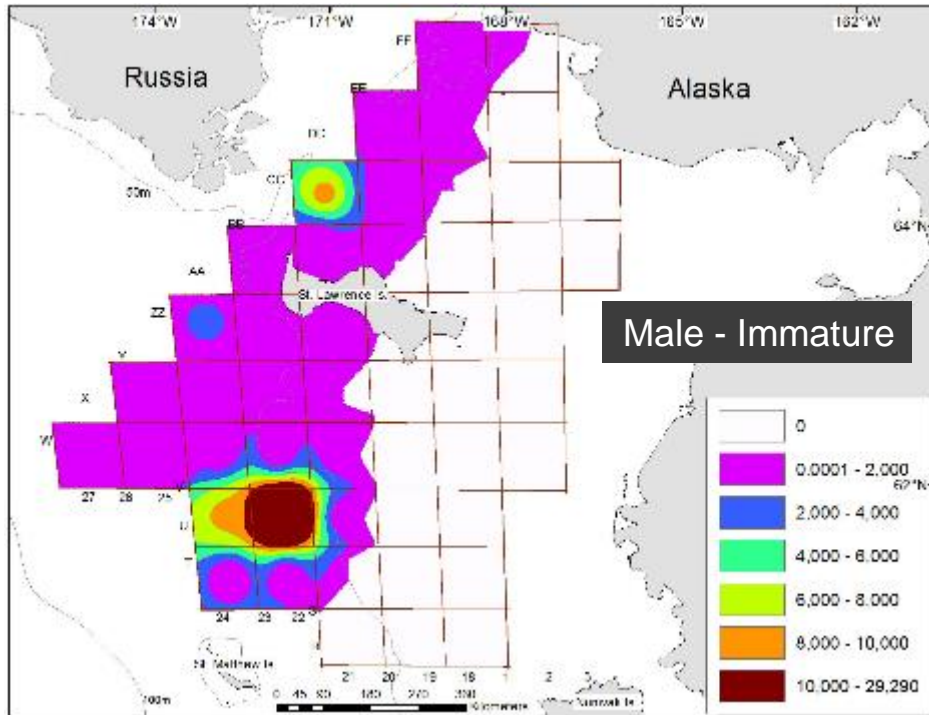 174°W 171°W 168°W 165°W 162°W
FF
Russia
Alaska
EE
DD
CC
50m
BB
64°N
AA
St. Lawrence Is.
ZZ
Male - Immature
Y
X
0
W
0.0001 - 2,000
62°N
27 26 25
V
2,000 - 4,000
U
4,000 - 6,000
T
6,000 - 8,000
24 23 22
S
8,000 - 10,000
St. Matthew Is.
21 20 19 18 1 2
100m
10,000 - 29,290
0 45 90 180 270 360
Kilometers
Nunivak Is.